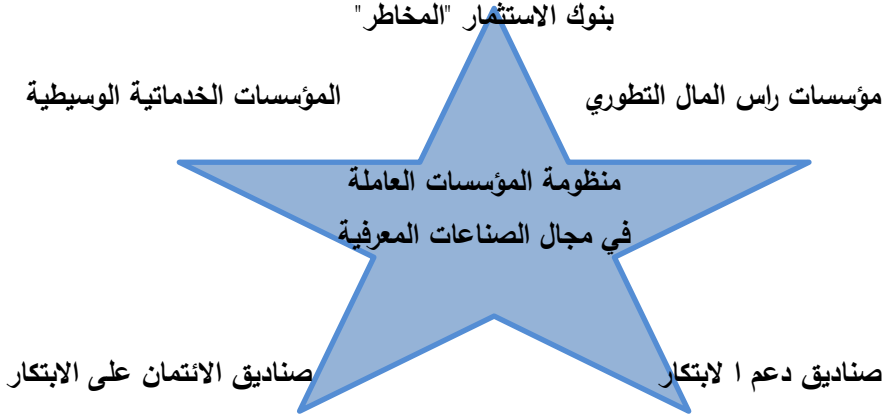 بنوك الاستثمار "المخاطر"
مؤسسات راس المال التطوري
المؤسسات الخدماتية الوسيطية
منظومة المؤسسات العاملة
في مجال الصناعات المعرفية
صناديق دعم ا لابتكار
صناديق الائتمان على الابتكار